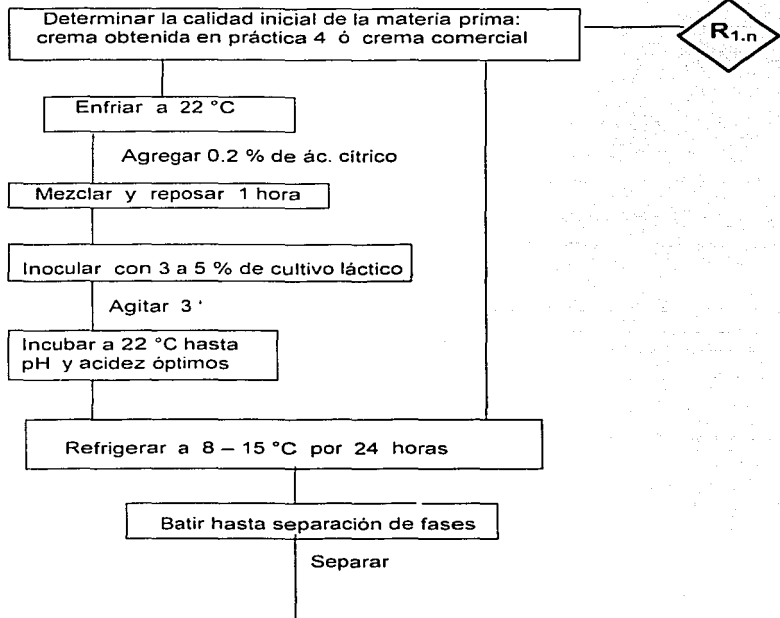 Determinar la calidad inicial de la materia prima:
crema obtenida en práctica 4 ó crema comercial
R1.n
Enfriar a 22 °C
Agregar 0.2 % de ác. cítrico
Mezclar y reposar 1 hora
Inocular con 3 a 5 % de cultivo láctico
Agitar 3 '
Incubar a 22 °C hasta
pH y acidez óptimos
Refrigerar a 8 – 15 °C por 24 horas
Batir hasta separación de fases
Separar